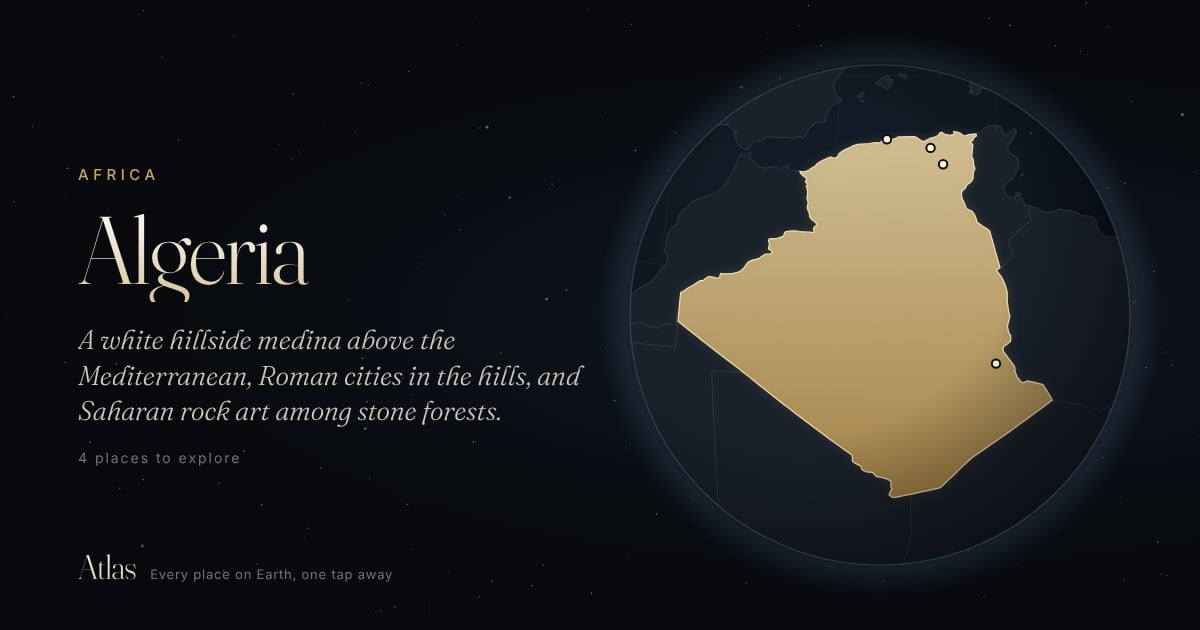 AFRICA
Algeria
A white hillside medina above the
Mediterranean, Roman cities in the hills, and
Saharan rock art among stone forests.
4 places to explore
Atlas Every place on Earth, one tap away